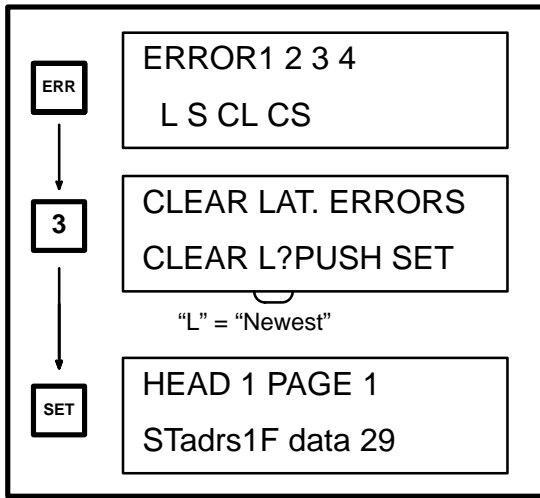 ERR
ERROR1 2 3 4
L S CL CS
3
CLEAR LAT. ERRORS
CLEAR L?PUSH SET
“L” = “Newest”
SET
HEAD 1 PAGE 1
STadrs1F data 29